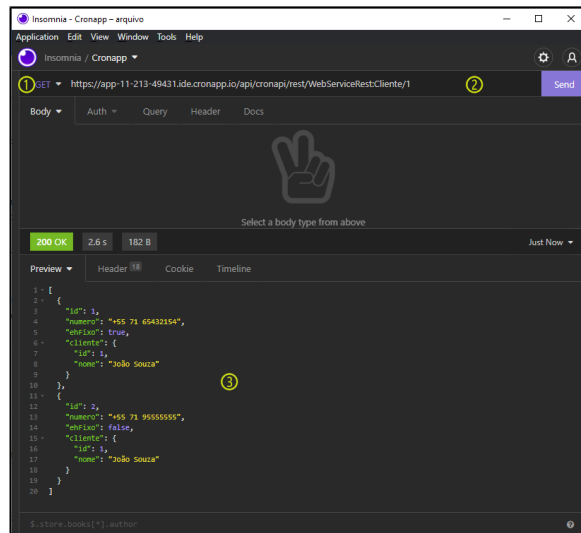 Insomnia - Cronapp – arquivo
Application Edit View Window Tools Help
Insomnia / Cronapp
1 GET https://app-11-213-49431.ide.cronapp.io/api/cronapi/rest/WebServiceRest:Cliente/1 2 Send
Body Auth Query Header Docs
Select a body type from above
200 OK 2.6 s 182 B Just Now
Preview Header 18 Cookie Timeline
1 [
2 {
3 "id": 1,
4 "numero": "+55 71 65432154",
5 "ehFixo": true,
6 "cliente": {
7 "id": 1,
8 "nome": "João Souza"
9 }
10 },
11 {
12 "id": 2,
13 "numero": "+55 71 95555555",
14 "ehFixo": false,
15 "cliente": {
16 "id": 1,
17 "nome": "João Souza"
18 }
19 }
20 ]
3
$.store.books[*].author